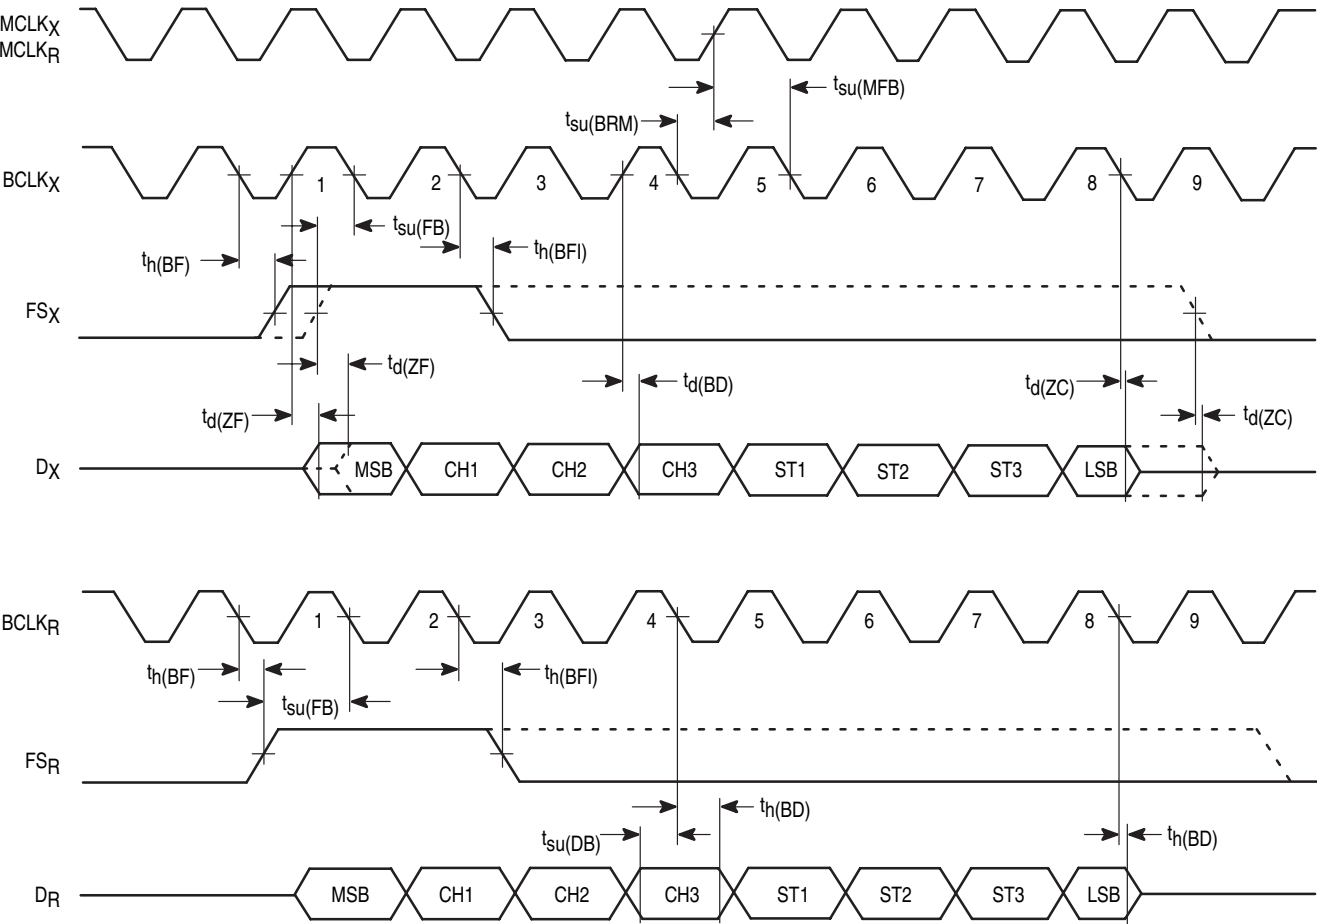 MCLKX
MCLKR
tsu(MFB)
tsu(BRM)
BCLKX 1 2 3 4 5 6 7 8 9
tsu(FB)
th(BF) th(BFI)
FSX
td(ZF) td(BD) td(ZC)
td(ZF) td(ZC)
DX MSB CH1 CH2 CH3 ST1 ST2 ST3 LSB
BCLKR 1 2 3 4 5 6 7 8 9
th(BF) th(BFI)
tsu(FB)
FSR
th(BD)
tsu(DB) th(BD)
DR MSB CH1 CH2 CH3 ST1 ST2 ST3 LSB